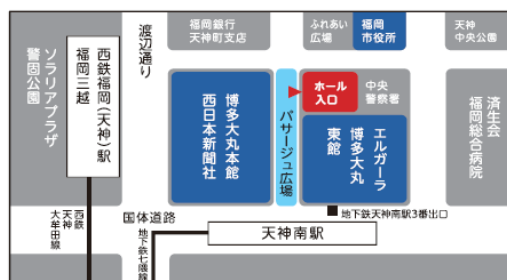 福岡銀行
天神町支店
ふれあい
広場
福岡
市役所
天神
中央公園
渡辺通り
西鉄福岡(天神)駅
福岡三越
ソラリアプラザ
警固公園
博多大丸本館
西日本新聞社
パサージュ広場
ホール
入口
中央
警察署
エルガーラ
博多大丸
東館
済生会
福岡総合病院
地下鉄天神南駅3番出口
国体道路
天神南駅
西鉄
天神
大牟田線
地下鉄七隈線